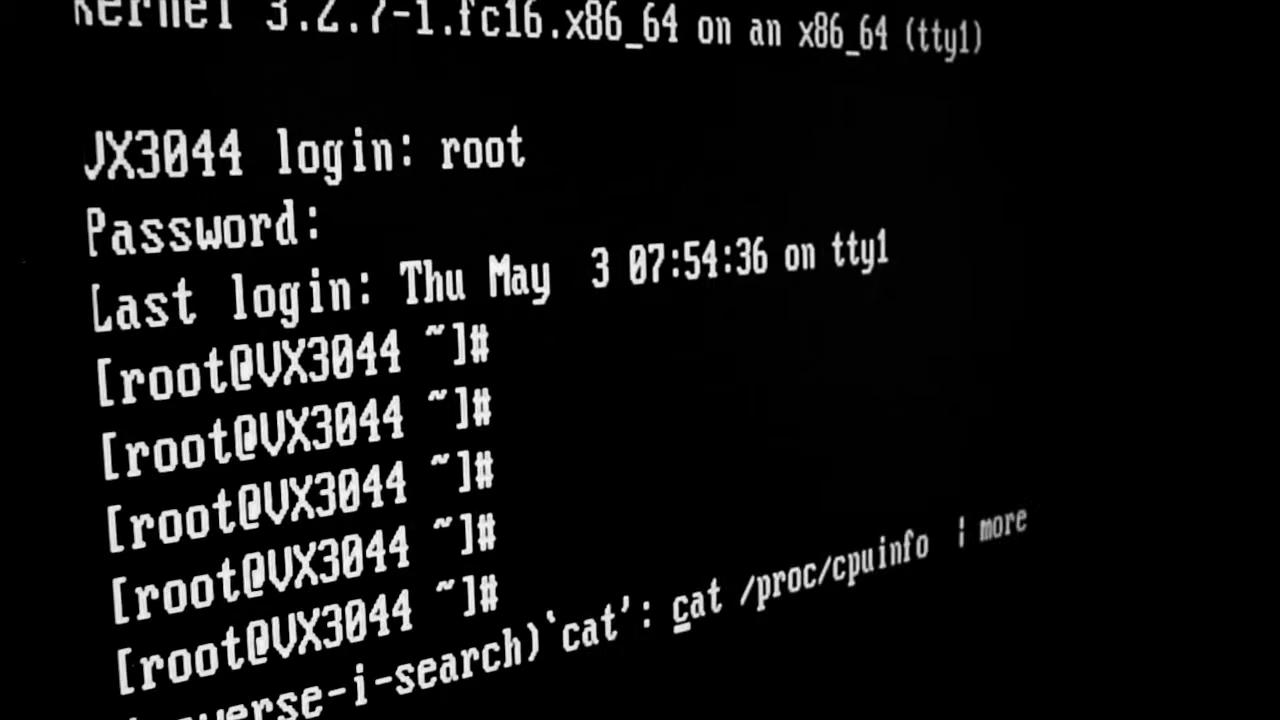 Kernel 3.2.7-1.fc16.x86_64 on an x86_64 (tty1)
JX3044 login: root
Password:
Last login: Thu May  3 07:54:36 on tty1
[root@VX3044 ~]#
[root@VX3044 ~]#
[root@VX3044 ~]#
[root@VX3044 ~]#
[root@VX3044 ~]#
(reverse-i-search)`cat': cat /proc/cpuinfo  | more